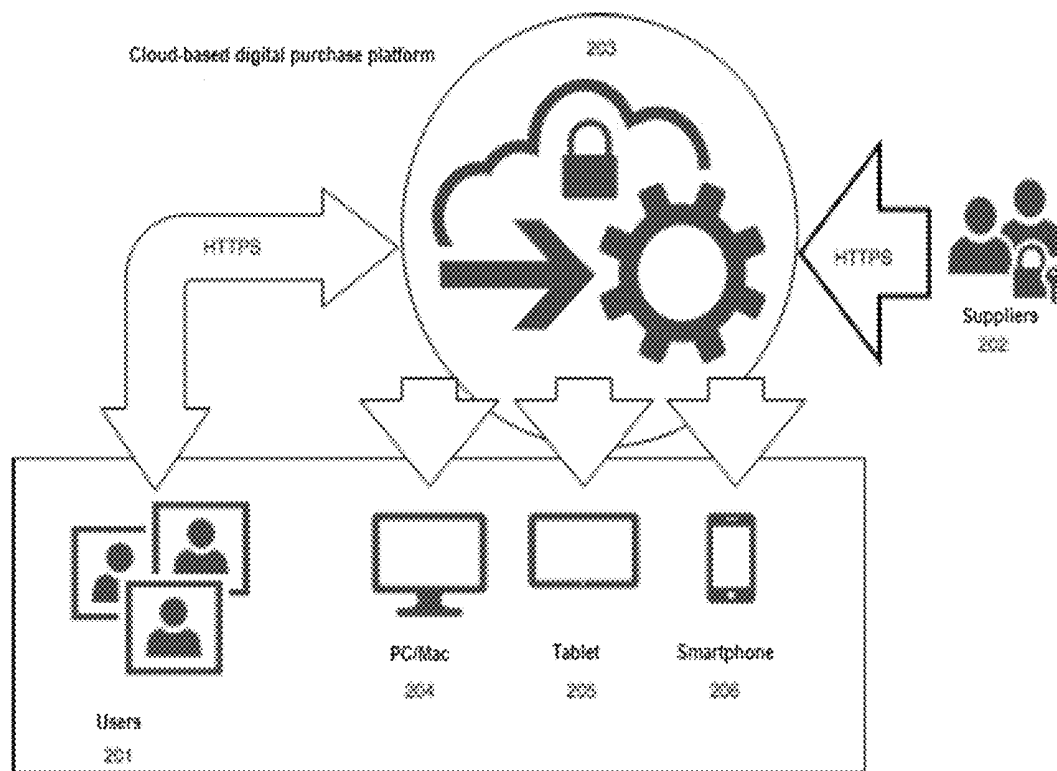 Cloud-based digital purchase platform
203
HTTPS
HTTPS
Suppliers
202
PC/Mac
Tablet
Smartphone
204
205
206
Users
201